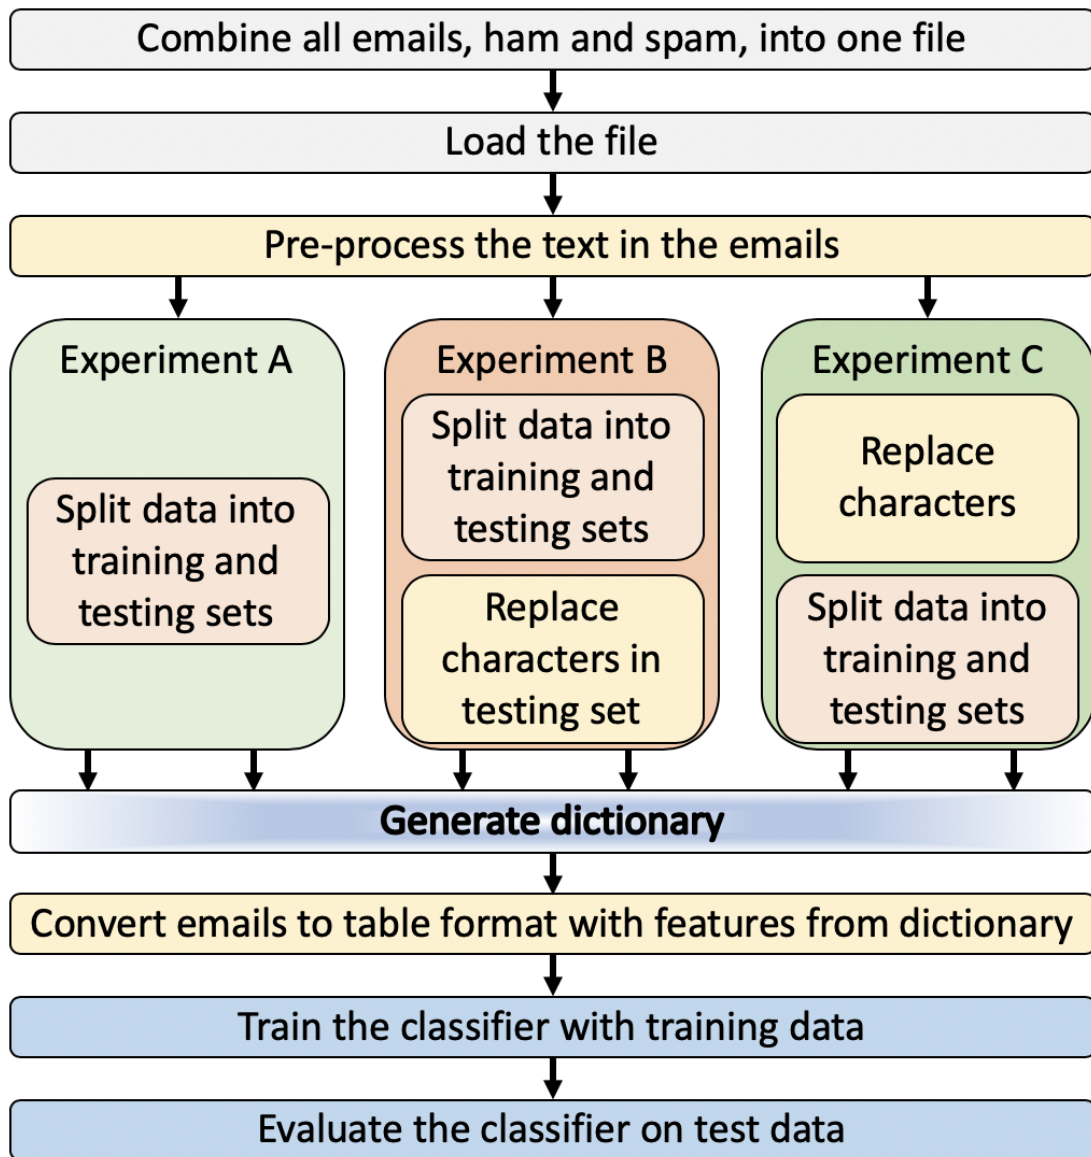 Combine all emails, ham and spam, into one file
Load the file
Pre-process the text in the emails
Experiment A
Split data into
training and
testing sets
Experiment B
Split data into
training and
testing sets
Replace
characters in
testing set
Experiment C
Replace
characters
Split data into
training and
testing sets
Generate dictionary
Convert emails to table format with features from dictionary
Train the classifier with training data
Evaluate the classifier on test data